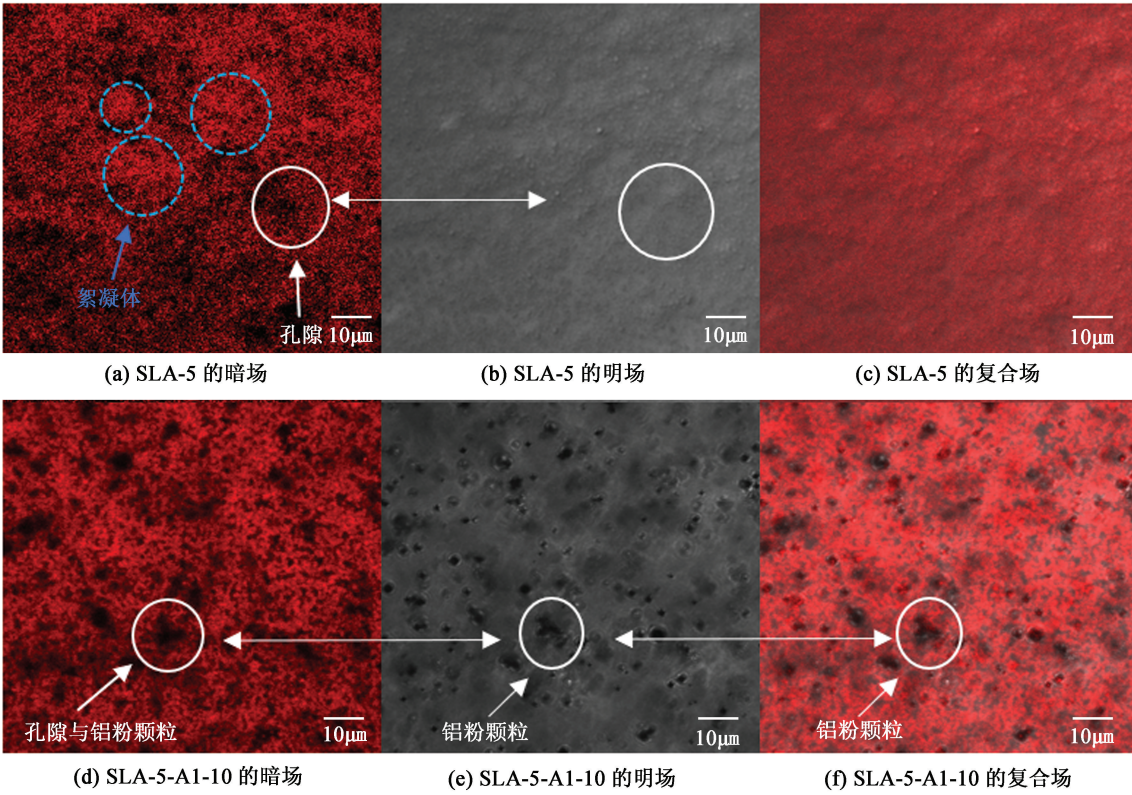 絮凝体
孔隙 10μm
10μm
10μm
(a) SLA-5 的暗场
(b) SLA-5 的明场
(c) SLA-5 的复合场
孔隙与铝粉颗粒
10μm
铝粉颗粒
10μm
铝粉颗粒
10μm
(d) SLA-5-A1-10 的暗场
(e) SLA-5-A1-10 的明场
(f) SLA-5-A1-10 的复合场